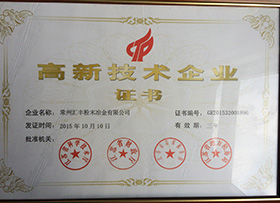 高新技术企业
证书
企业名称：常州汇丰粉末冶金有限公司 证书编号：GR201532001096
发证时间：2015年10月10日 有效期：三年
批准机关：